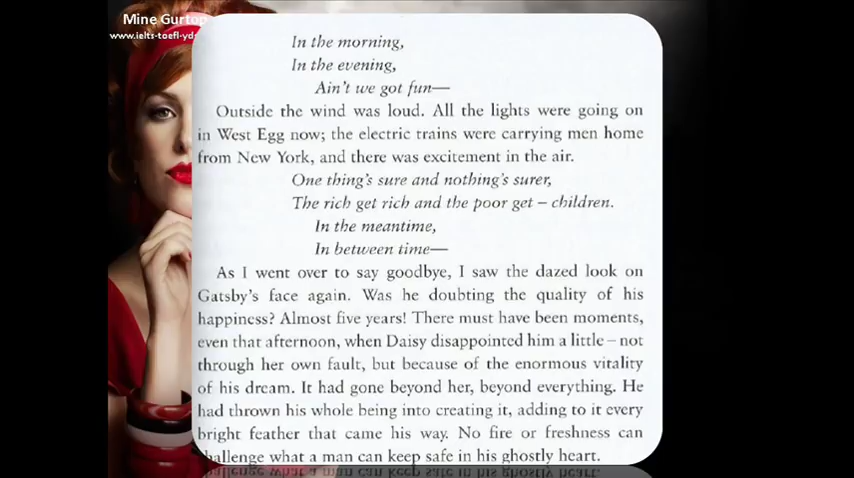 Mine Gurtop
www.ielts-toefl-yds
In the morning,
In the evening,
Ain't we got fun—
Outside the wind was loud. All the lights were going on
in West Egg now; the electric trains were carrying men home
from New York, and there was excitement in the air.
One thing's sure and nothing's surer,
The rich get rich and the poor get – children.
In the meantime,
In between time—
As I went over to say goodbye, I saw the dazed look on
Gatsby's face again. Was he doubting the quality of his
happiness? Almost five years! There must have been moments,
even that afternoon, when Daisy disappointed him a little – not
through her own fault, but because of the enormous vitality
of his dream. It had gone beyond her, beyond everything. He
had thrown his whole being into creating it, adding to it every
bright feather that came his way. No fire or freshness can
challenge what a man can keep safe in his ghostly heart.